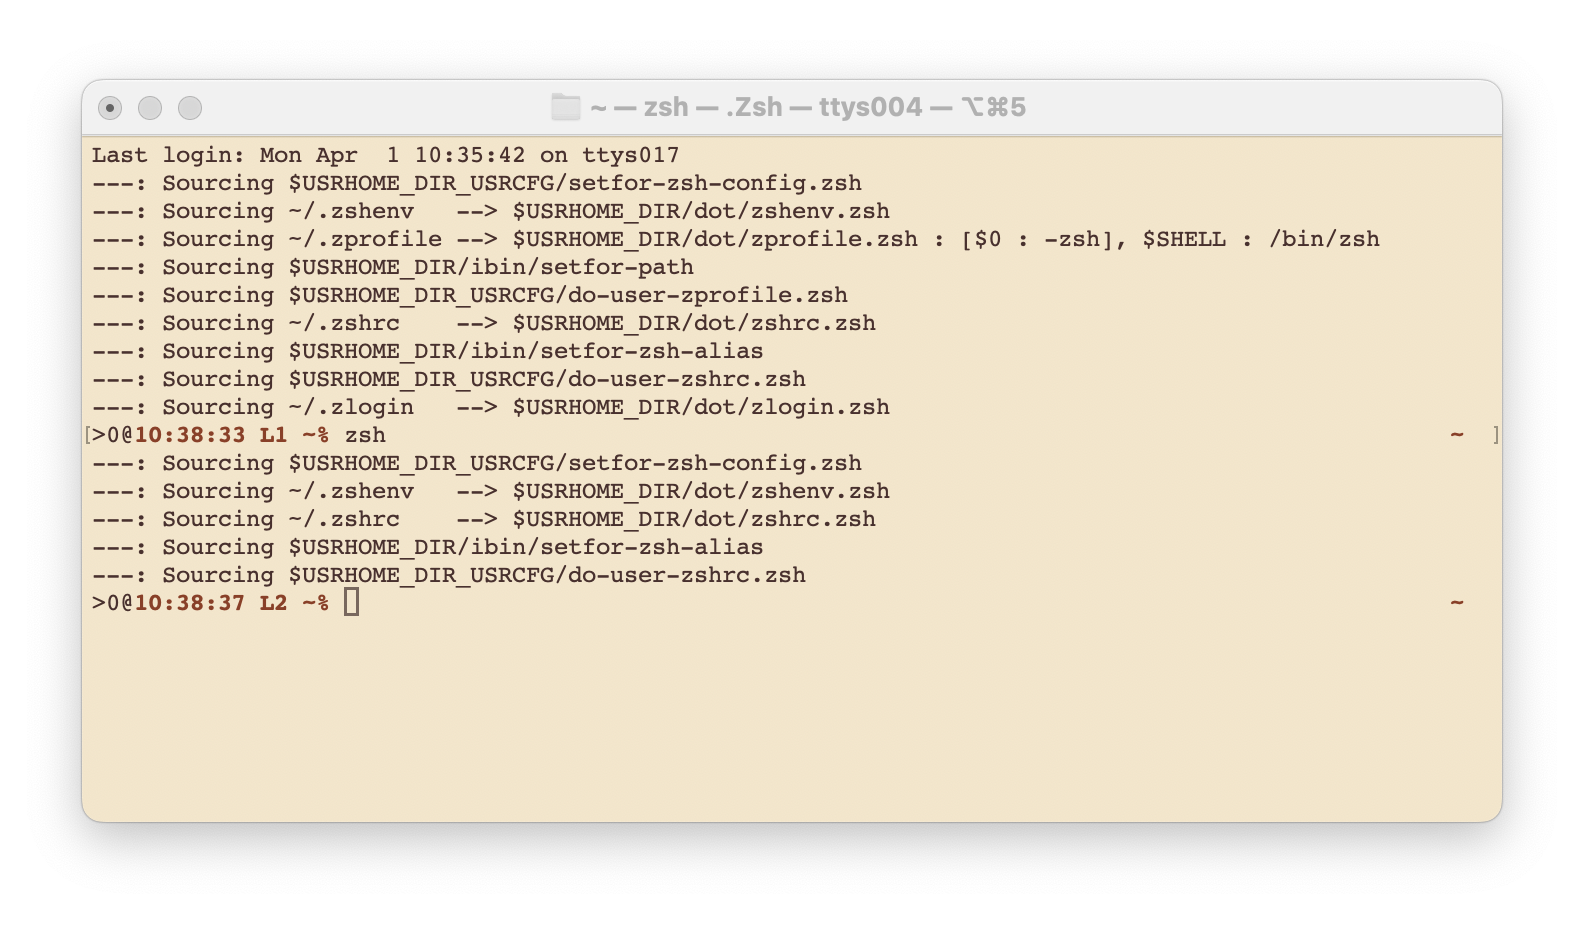 ~ — zsh — .Zsh — ttys004 — ⌥⌘5
Last login: Mon Apr  1 10:35:42 on ttys017
---: Sourcing $USRHOME_DIR_USRCFG/setfor-zsh-config.zsh
---: Sourcing ~/.zshenv   --> $USRHOME_DIR/dot/zshenv.zsh
---: Sourcing ~/.zprofile --> $USRHOME_DIR/dot/zprofile.zsh : [$0 : -zsh], $SHELL : /bin/zsh
---: Sourcing $USRHOME_DIR/ibin/setfor-path
---: Sourcing $USRHOME_DIR_USRCFG/do-user-zprofile.zsh
---: Sourcing ~/.zshrc    --> $USRHOME_DIR/dot/zshrc.zsh
---: Sourcing $USRHOME_DIR/ibin/setfor-zsh-alias
---: Sourcing $USRHOME_DIR_USRCFG/do-user-zshrc.zsh
---: Sourcing ~/.zlogin   --> $USRHOME_DIR/dot/zlogin.zsh
[>0@10:38:33 L1 ~% zsh ~ ]
---: Sourcing $USRHOME_DIR_USRCFG/setfor-zsh-config.zsh
---: Sourcing ~/.zshenv   --> $USRHOME_DIR/dot/zshenv.zsh
---: Sourcing ~/.zshrc    --> $USRHOME_DIR/dot/zshrc.zsh
---: Sourcing $USRHOME_DIR/ibin/setfor-zsh-alias
---: Sourcing $USRHOME_DIR_USRCFG/do-user-zshrc.zsh
>0@10:38:37 L2 ~% ~